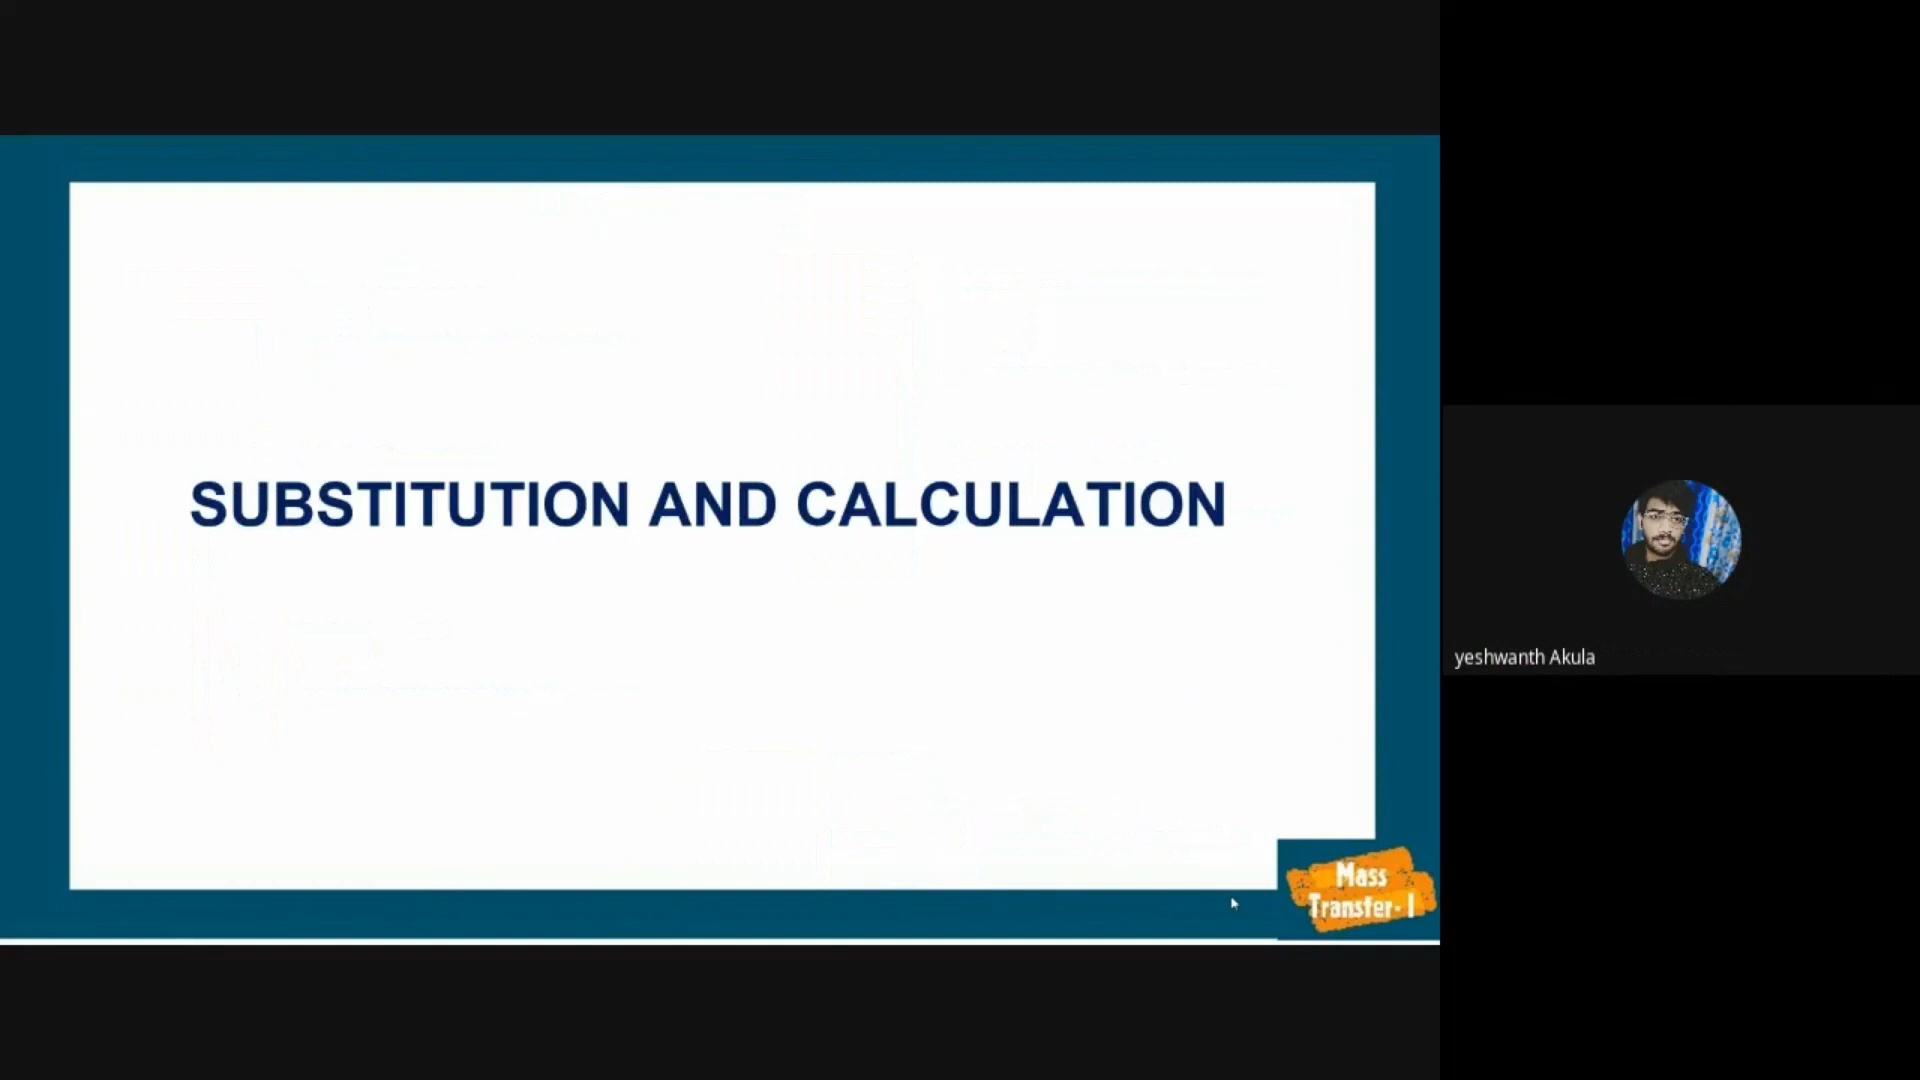 SUBSTITUTION AND CALCULATION
yeshwanth Akula
Mass
Transfer- I